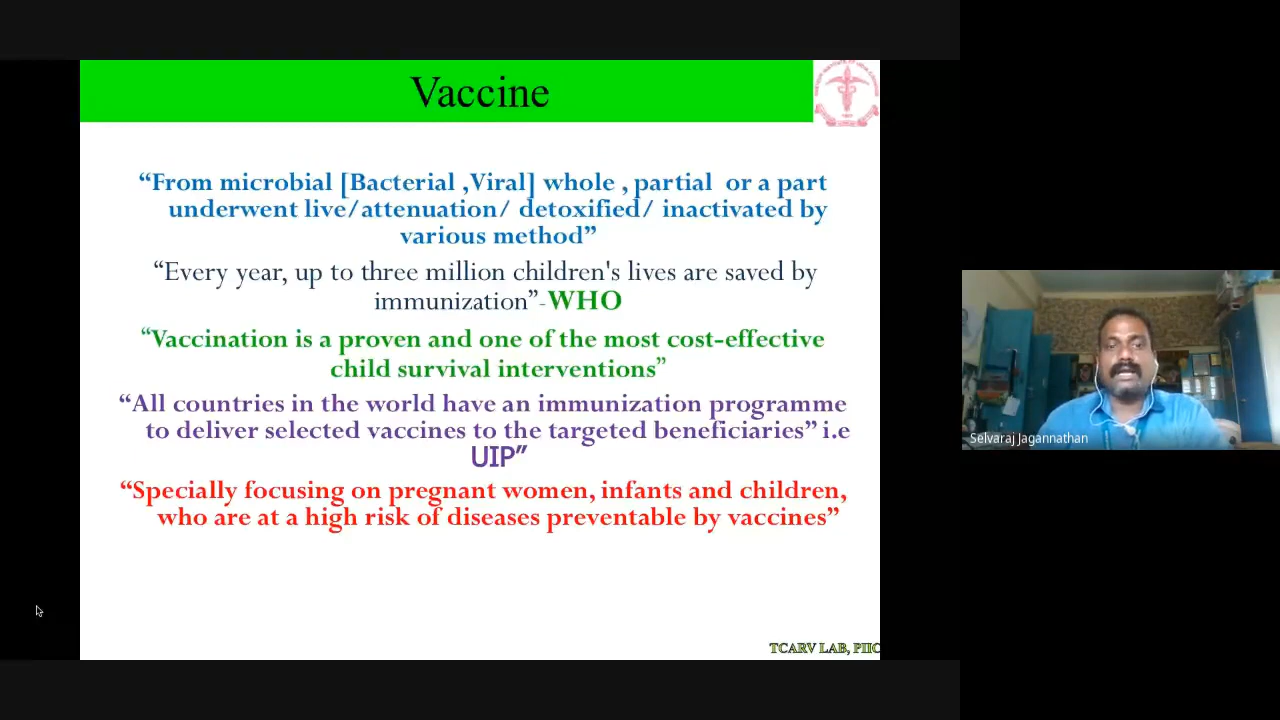 Vaccine
“From microbial [Bacterial ,Viral] whole , partial or a part
underwent live/attenuation/ detoxified/ inactivated by
various method”
“Every year, up to three million children's lives are saved by
immunization”-WHO
“Vaccination is a proven and one of the most cost-effective
child survival interventions”
“All countries in the world have an immunization programme
to deliver selected vaccines to the targeted beneficiaries” i.e
UIP”
“Specially focusing on pregnant women, infants and children,
who are at a high risk of diseases preventable by vaccines”
TCARV LAB, PIIC
Selvaraj Jagannathan